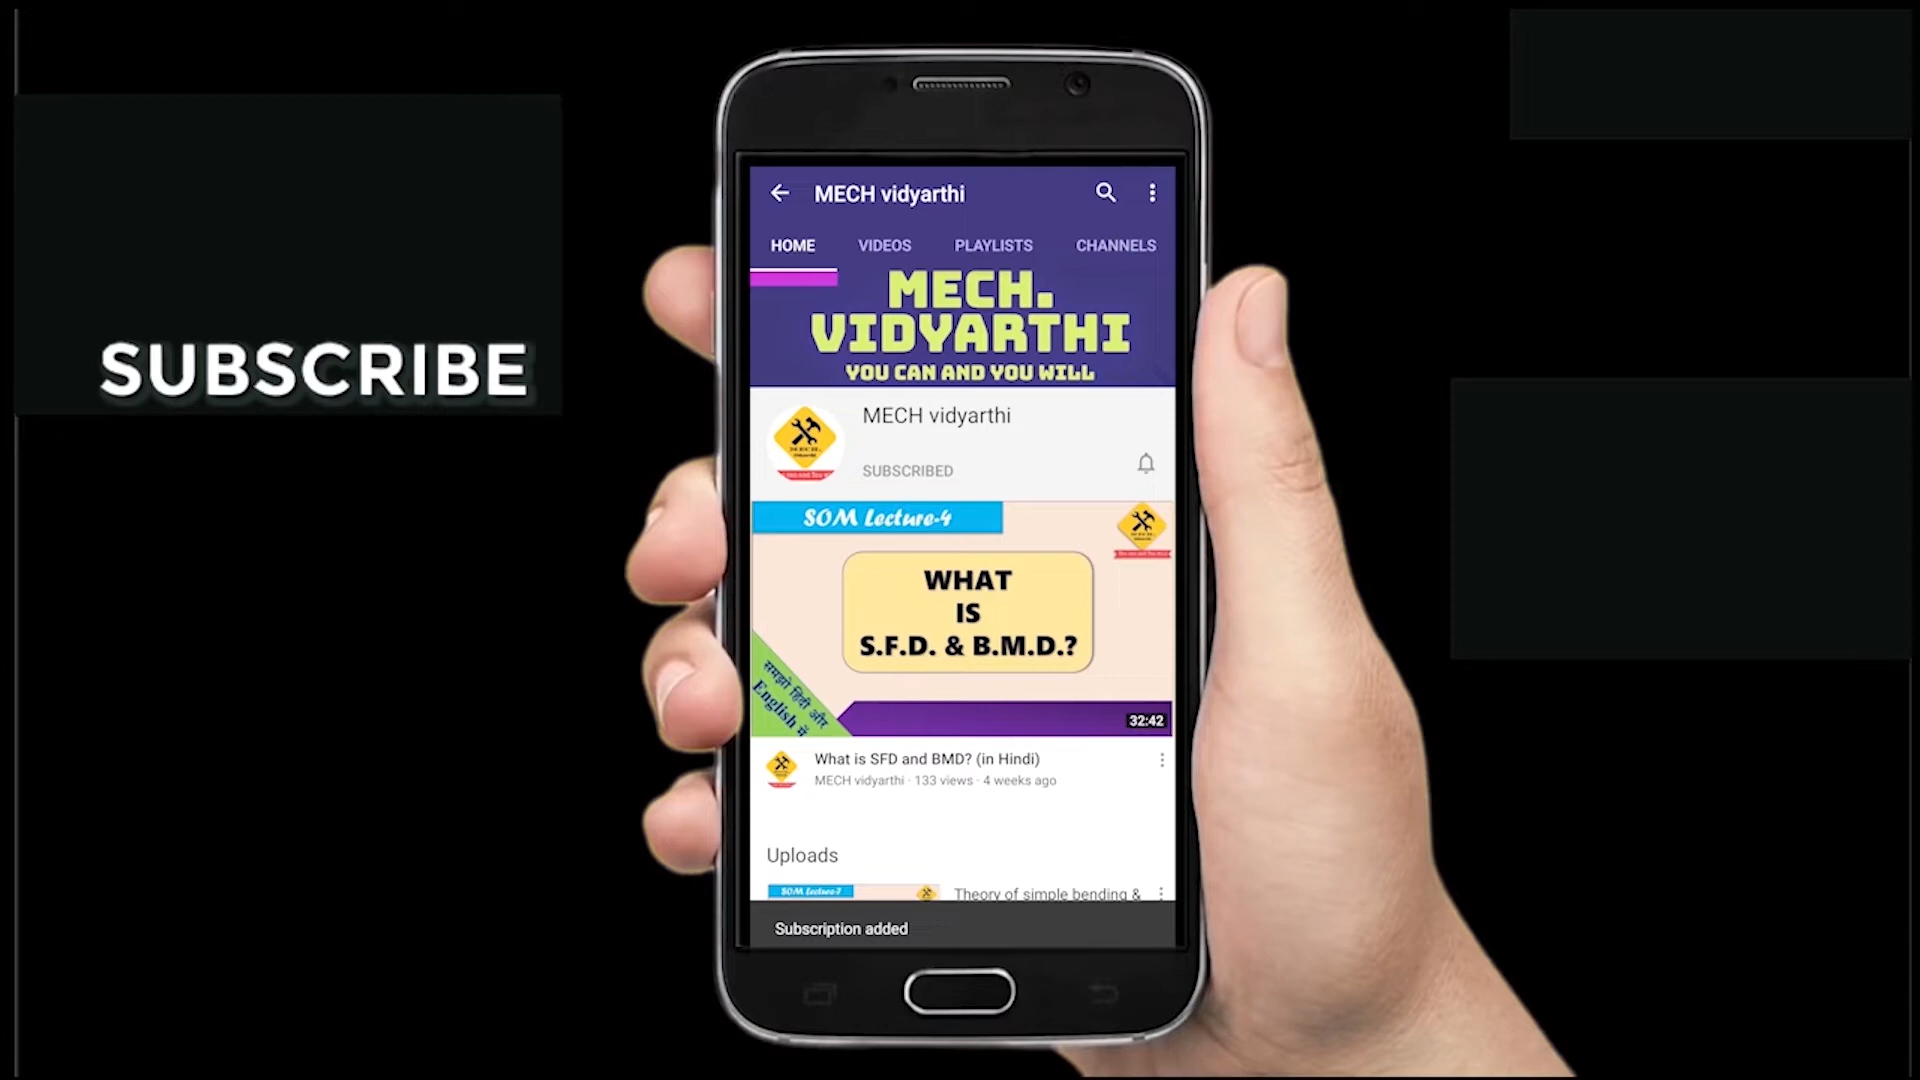 SUBSCRIBE
MECH vidyarthi
HOME VIDEOS PLAYLISTS CHANNELS
MECH.
VIDYARTHI
YOU CAN AND YOU WILL
MECH vidyarthi
SUBSCRIBED
SOM Lecture-4
WHAT
IS
S.F.D. & B.M.D.?
समझो हिंदी और
English में
32:42
What is SFD and BMD? (in Hindi)
MECH vidyarthi · 133 views · 4 weeks ago
Uploads
SOM Lecture-7
Theory of simple bending &
Subscription added